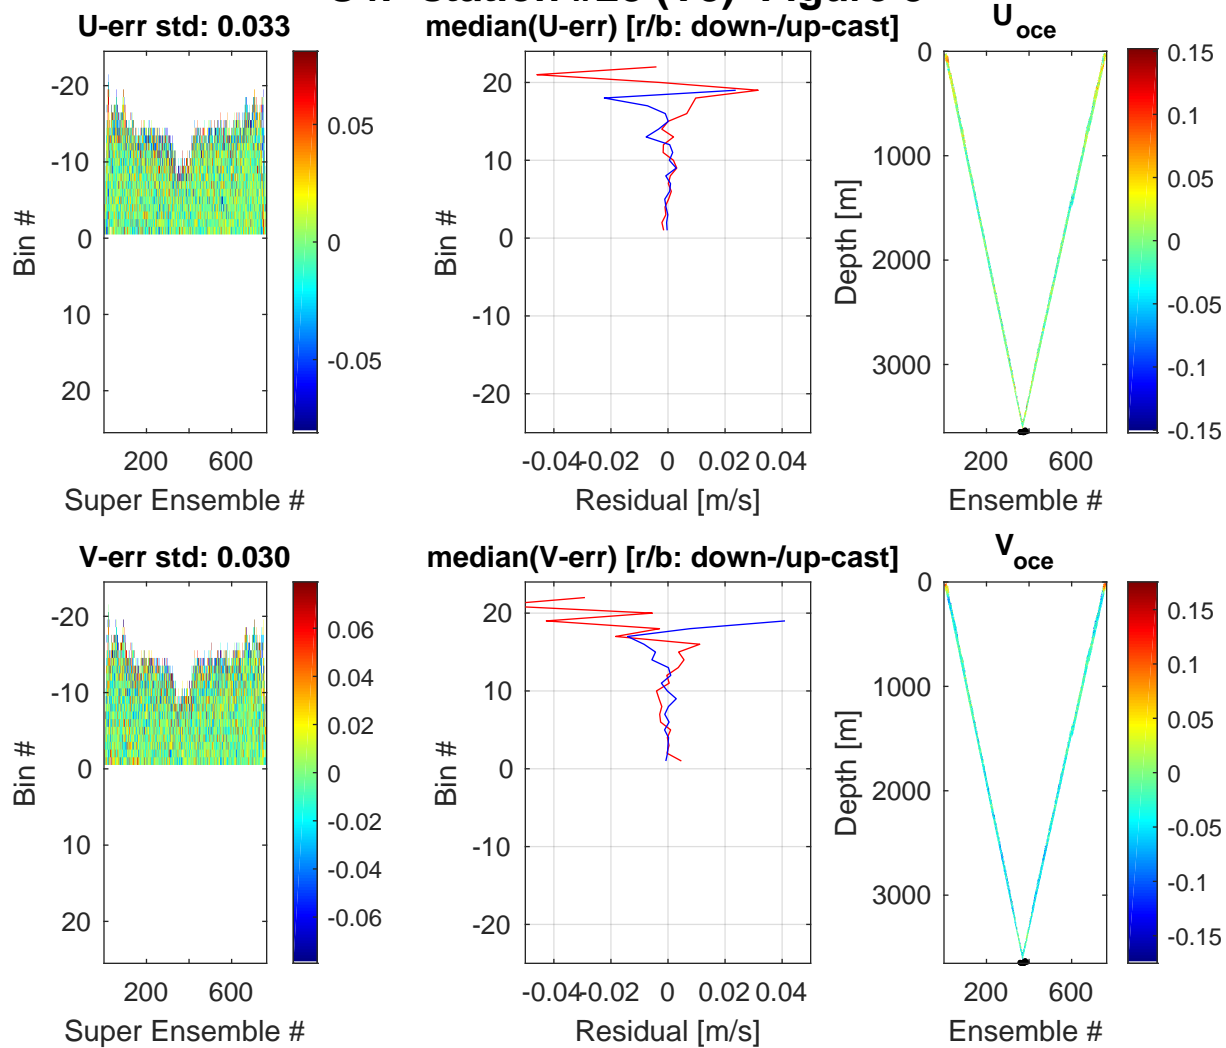 U-err std: 0.033
-20
-10
0
10
20
200 600
Super Ensemble #
Bin #
0.05
0
-0.05
median(U-err) [r/b: down-/up-cast]
20
10
0
-10
-20
-0.04 -0.02 0 0.02 0.04
Residual [m/s]
Bin #
Uoce
0
1000
2000
3000
200 600
Ensemble #
Depth [m]
0.15
0.1
0.05
0
-0.05
-0.1
-0.15
V-err std: 0.030
-20
-10
0
10
20
200 600
Super Ensemble #
Bin #
0.06
0.04
0.02
0
-0.02
-0.04
-0.06
median(V-err) [r/b: down-/up-cast]
20
10
0
-10
-20
-0.04 -0.02 0 0.02 0.04
Residual [m/s]
Bin #
Voce
0
1000
2000
3000
200 600
Ensemble #
Depth [m]
0.15
0.1
0.05
0
-0.05
-0.1
-0.15